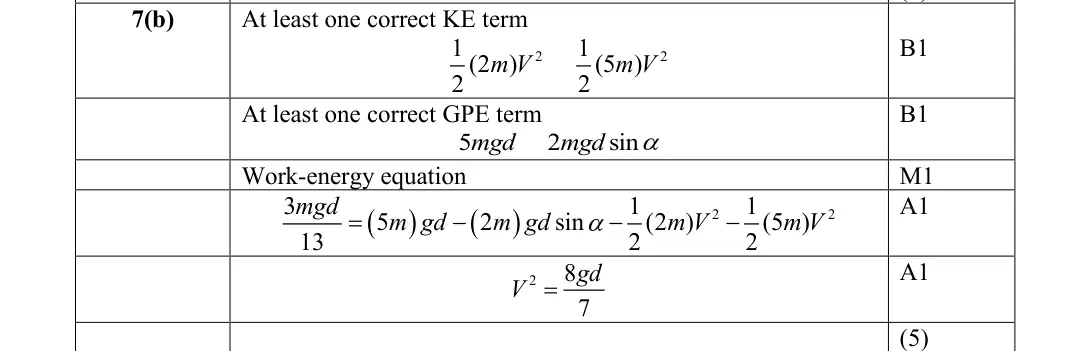 7(b) At least one correct KE term
1/2 (2m)V² 1/2 (5m)V² B1
At least one correct GPE term B1
5mgd 2mgd sin α
Work-energy equation M1
3mgd/13 = (5m)gd − (2m)gd sin α − 1/2 (2m)V² − 1/2 (5m)V² A1
V² = 8gd/7 A1
(5)